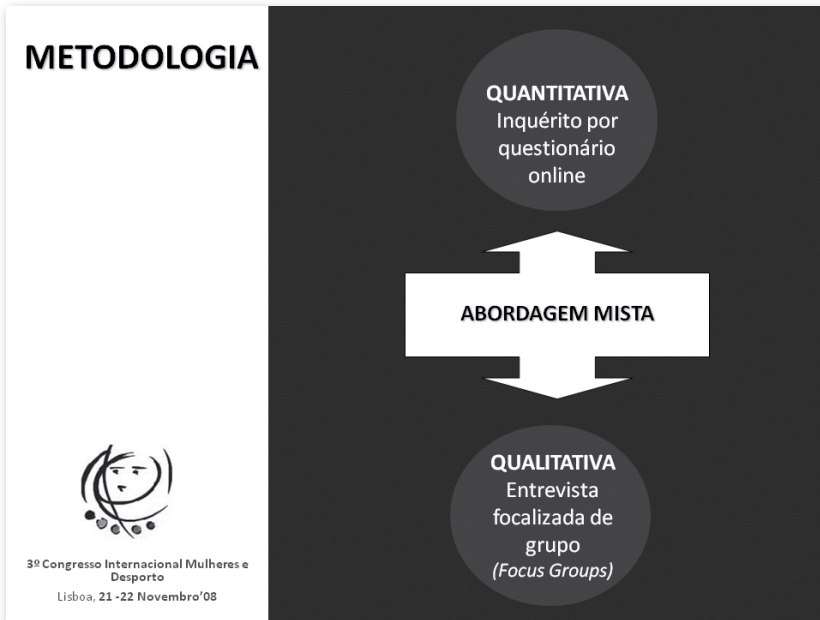 METODOLOGIA
QUANTITATIVA
Inquérito por
questionário
online
ABORDAGEM MISTA
QUALITATIVA
Entrevista
focalizada de
grupo
(Focus Groups)
3º Congresso Internacional Mulheres e
Desporto
Lisboa, 21 -22 Novembro’08